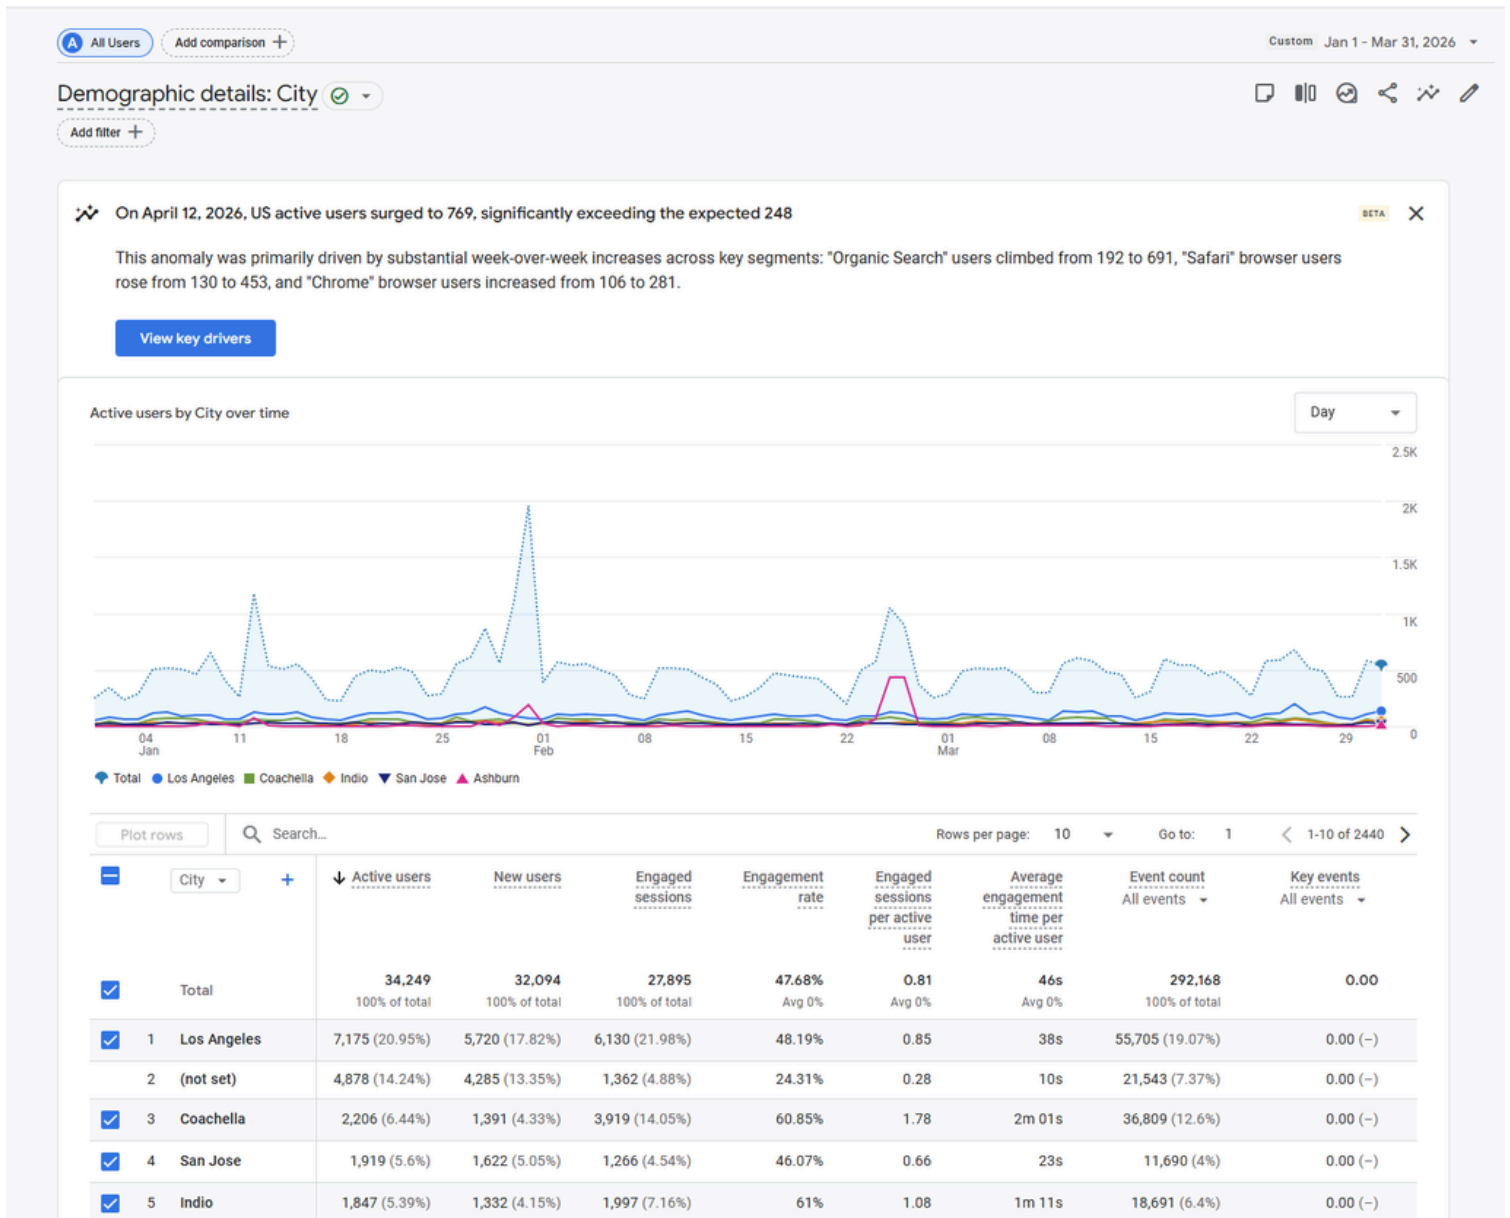 A All Users Add comparison + Custom Jan 1 - Mar 31, 2026
Demographic details: City
Add filter +
On April 12, 2026, US active users surged to 769, significantly exceeding the expected 248 BETA
This anomaly was primarily driven by substantial week-over-week increases across key segments: "Organic Search" users climbed from 192 to 691, "Safari" browser users
rose from 130 to 453, and "Chrome" browser users increased from 106 to 281.
View key drivers
Active users by City over time Day
2.5K
2K
1.5K
1K
500
0
04 11 18 25 01 08 15 22 01 08 15 22 29
Jan Feb Mar
Total Los Angeles Coachella Indio San Jose Ashburn
Plot rows Search... Rows per page: 10 Go to: 1 1-10 of 2440
City + Active users New users Engaged Engagement Engaged Average Event count Key events
sessions rate sessions engagement All events All events
per active time per
user active user
Total 34,249 32,094 27,895 47.68% 0.81 46s 292,168 0.00
100% of total 100% of total 100% of total Avg 0% Avg 0% Avg 0% 100% of total
1 Los Angeles 7,175 (20.95%) 5,720 (17.82%) 6,130 (21.98%) 48.19% 0.85 38s 55,705 (19.07%) 0.00 (–)
2 (not set) 4,878 (14.24%) 4,285 (13.35%) 1,362 (4.88%) 24.31% 0.28 10s 21,543 (7.37%) 0.00 (–)
3 Coachella 2,206 (6.44%) 1,391 (4.33%) 3,919 (14.05%) 60.85% 1.78 2m 01s 36,809 (12.6%) 0.00 (–)
4 San Jose 1,919 (5.6%) 1,622 (5.05%) 1,266 (4.54%) 46.07% 0.66 23s 11,690 (4%) 0.00 (–)
5 Indio 1,847 (5.39%) 1,332 (4.15%) 1,997 (7.16%) 61% 1.08 1m 11s 18,691 (6.4%) 0.00 (–)